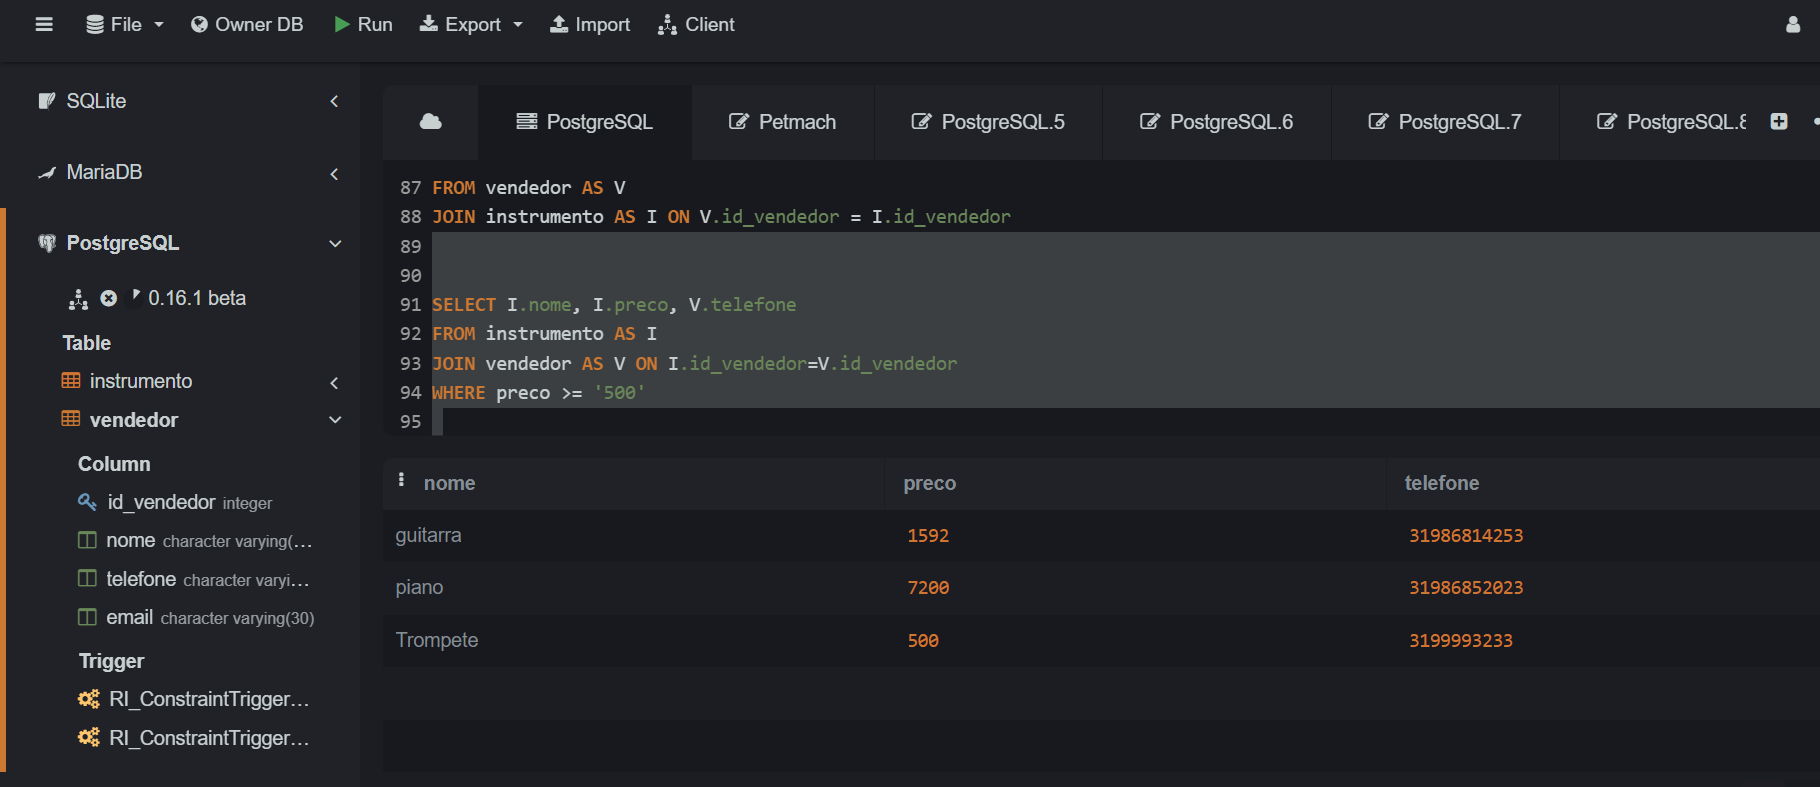 File Owner DB Run Export Import Client
SQLite
MariaDB
PostgreSQL
0.16.1 beta
Table
instrumento
vendedor
Column
id_vendedor integer
nome character varying(...
telefone character varyi...
email character varying(30)
Trigger
RI_ConstraintTrigger...
RI_ConstraintTrigger...
PostgreSQL Petmach PostgreSQL.5 PostgreSQL.6 PostgreSQL.7 PostgreSQL.8
87 FROM vendedor AS V
88 JOIN instrumento AS I ON V.id_vendedor = I.id_vendedor
89
90
91 SELECT I.nome, I.preco, V.telefone
92 FROM instrumento AS I
93 JOIN vendedor AS V ON I.id_vendedor=V.id_vendedor
94 WHERE preco >= '500'
95
nome preco telefone
guitarra 1592 31986814253
piano 7200 31986852023
Trompete 500 3199993233